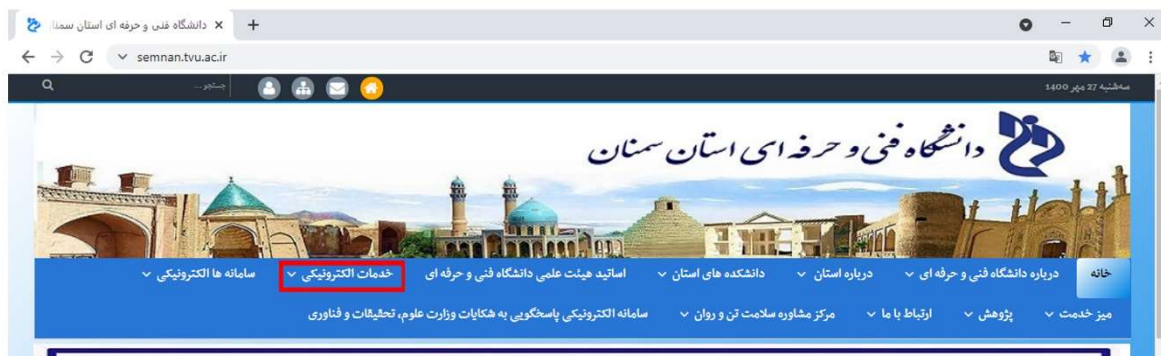 دانشگاه فنی و حرفه ای استان سمنا
semnan.tvu.ac.ir
سه‌شنبه 27 مهر 1400
جستجو ...
دانشگاه فنی و حرفه ای استان سمنان
خانه درباره دانشگاه فنی و حرفه ای درباره استان دانشکده های استان اساتید هیئت علمی دانشگاه فنی و حرفه ای خدمات الکترونیکی سامانه ها الکترونیکی
میز خدمت پژوهش ارتباط با ما مرکز مشاوره سلامت تن و روان سامانه الکترونیکی پاسخگویی به شکایات وزارت علوم، تحقیقات و فناوری